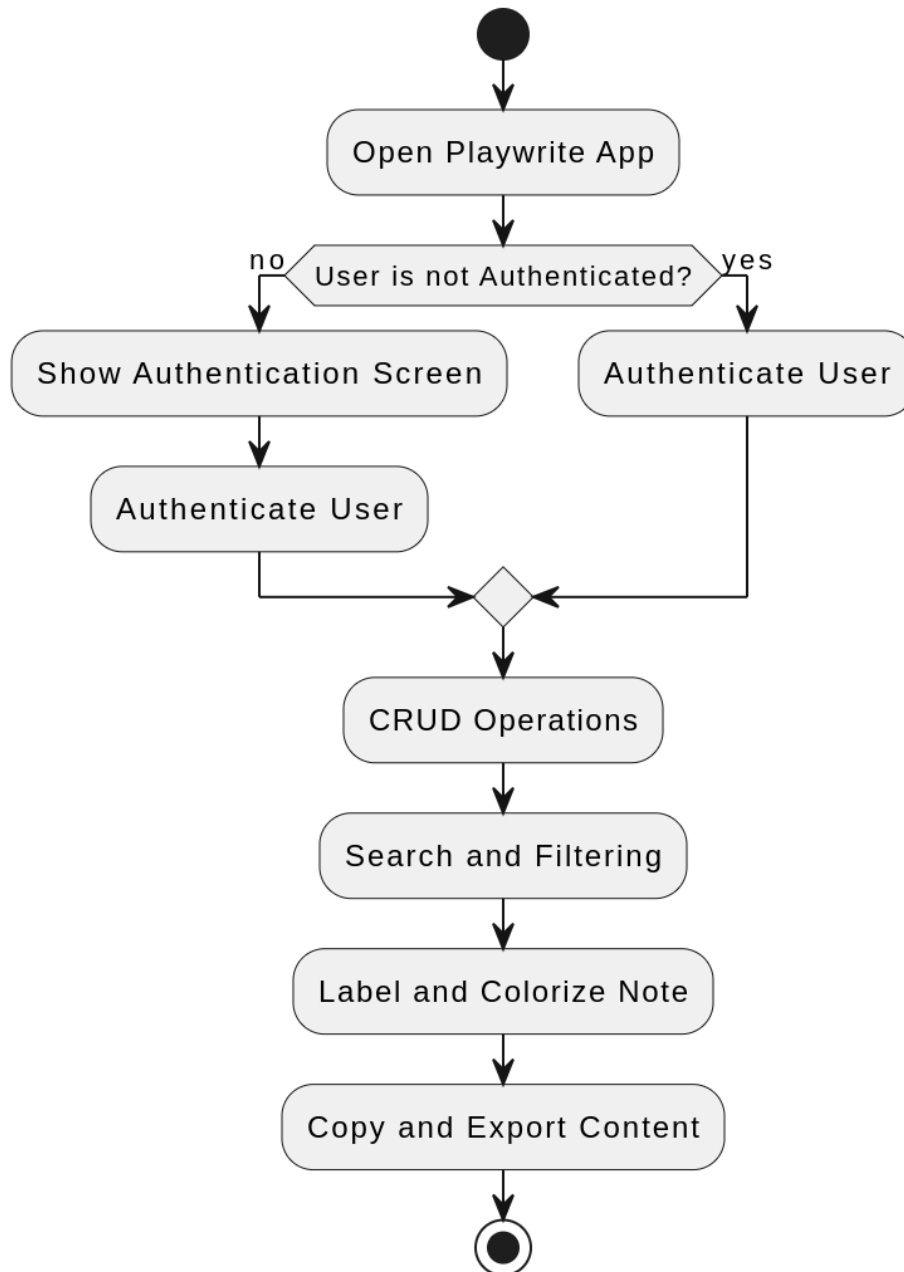 Open Playwrite App
no
User is not Authenticated?
yes
Show Authentication Screen
Authenticate User
Authenticate User
CRUD Operations
Search and Filtering
Label and Colorize Note
Copy and Export Content